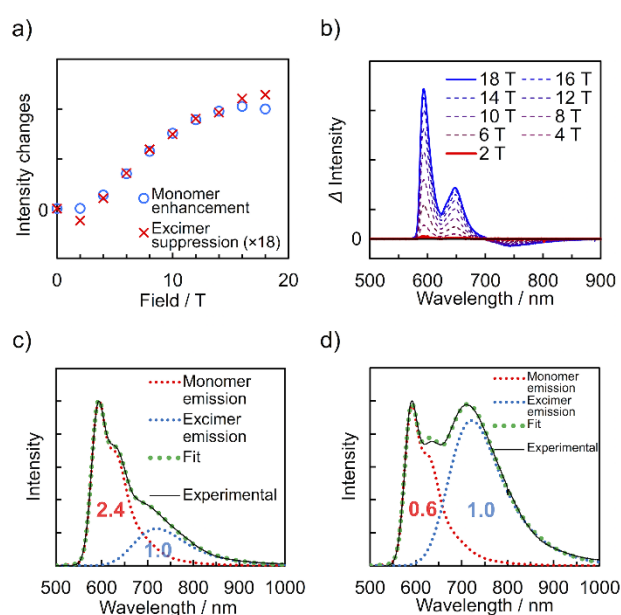 a)
Intensity changes
0
Monomer
enhancement
Excimer
suppression (×18)
0 10 20
Field / T
b)
Δ Intensity
18 T 16 T
14 T 12 T
10 T 8 T
6 T 4 T
2 T
0
500 600 700 800 900
Wavelength / nm
c)
Intensity
Monomer
emission
Excimer
emission
Fit
Experimental
2.4
1.0
500 600 700 800 900 1000
Wavelength / nm
d)
Intensity
Monomer
emission
Excimer
emission
Fit
Experimental
0.6 1.0
500 600 700 800 900 1000
Wavelength / nm